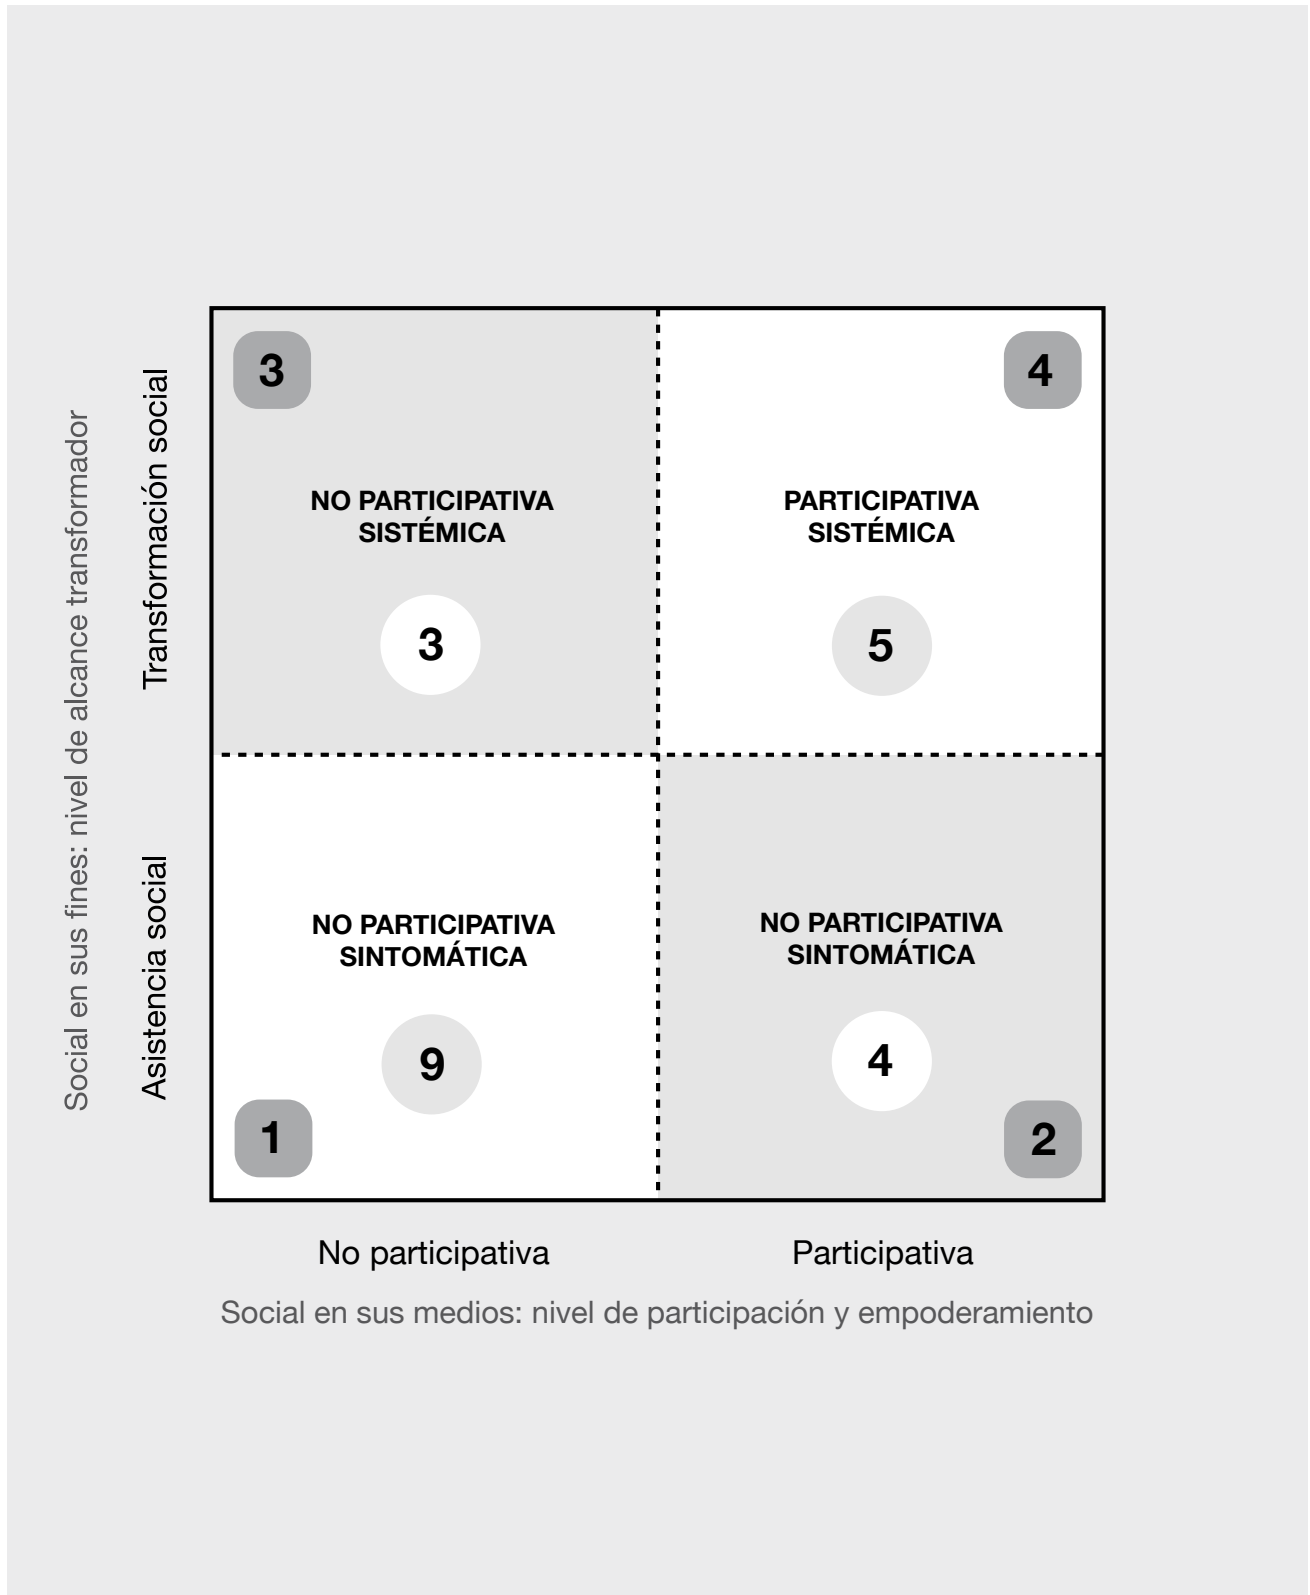 Social en sus fines: nivel de alcance transformador
Transformación social
Asistencia social
3
NO PARTICIPATIVA
SISTÉMICA
3
4
PARTICIPATIVA
SISTÉMICA
5
NO PARTICIPATIVA
SINTOMÁTICA
9
1
NO PARTICIPATIVA
SINTOMÁTICA
4
2
No participativa
Participativa
Social en sus medios: nivel de participación y empoderamiento